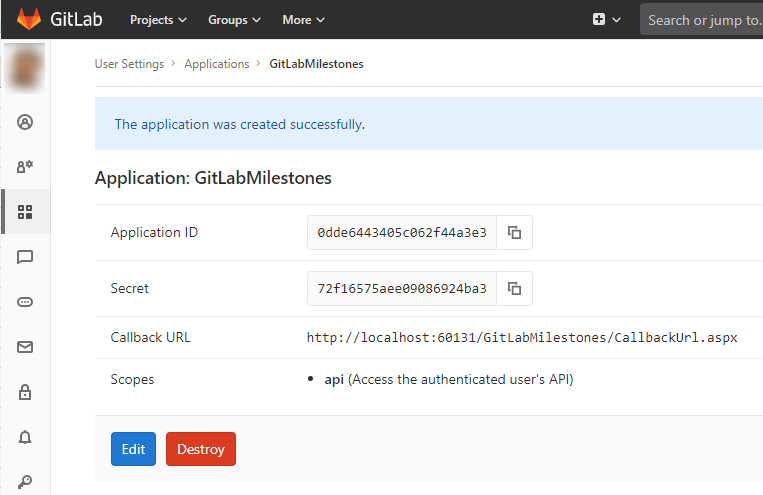 GitLab Projects Groups More Search or jump to.
User Settings > Applications > GitLabMilestones
The application was created successfully.
Application: GitLabMilestones
Application ID 0dde6443405c062f44a3e3
Secret 72f16575aee09086924ba3
Callback URL http://localhost:60131/GitLabMilestones/CallbackUrl.aspx
Scopes • api (Access the authenticated user's API)
Edit Destroy